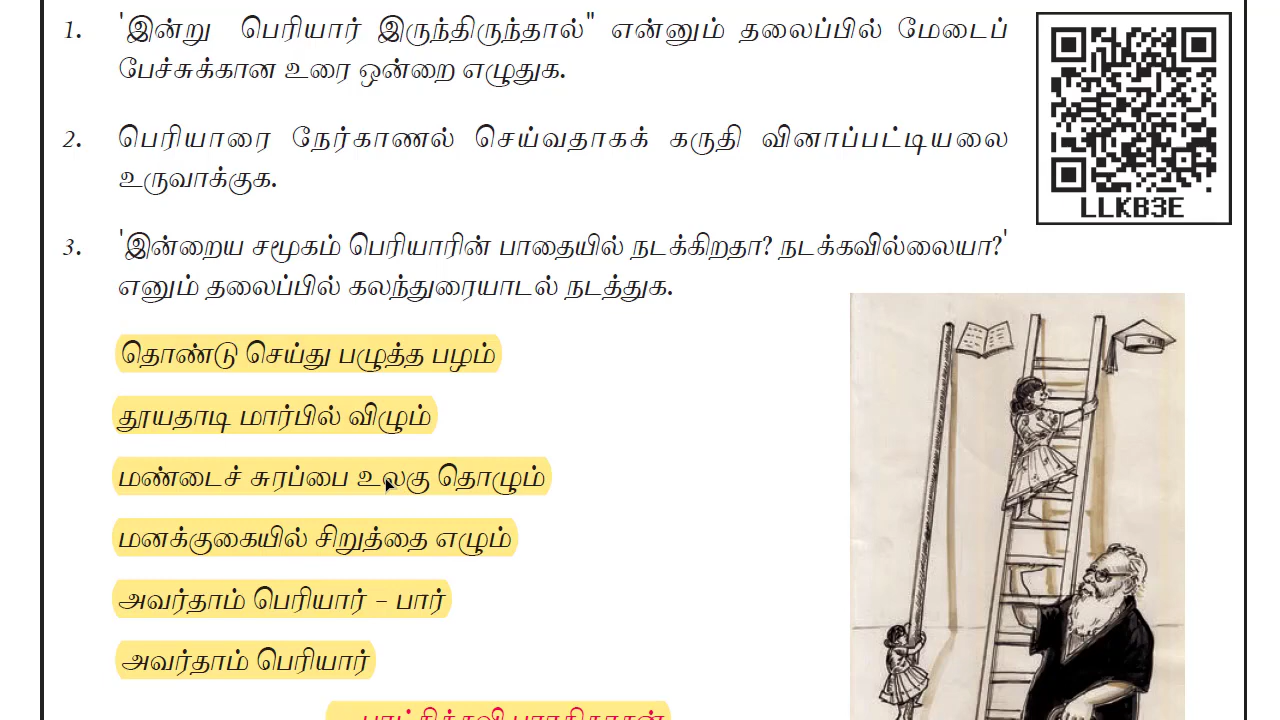 1. 'இன்று பெரியார் இருந்திருந்தால்" என்னும் தலைப்பில் மேடைப்
பேச்சுக்கான உரை ஒன்றை எழுதுக.
2. பெரியாரை நேர்காணல் செய்வதாகக் கருதி வினாப்பட்டியலை
உருவாக்குக.
3. 'இன்றைய சமூகம் பெரியாரின் பாதையில் நடக்கிறதா? நடக்கவில்லையா?'
எனும் தலைப்பில் கலந்துரையாடல் நடத்துக.
LLKB3E
தொண்டு செய்து பழுத்த பழம்
தூயதாடி மார்பில் விழும்
மண்டைச் சுரப்பை உலகு தொழும்
மனக்குகையில் சிறுத்தை எழும்
அவர்தாம் பெரியார் – பார்
அவர்தாம் பெரியார்